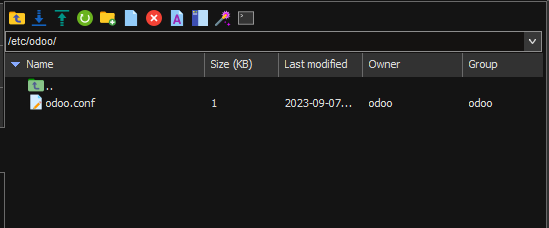 /etc/odoo/
Name Size (KB) Last modified Owner Group
..
odoo.conf 1 2023-09-07... odoo odoo